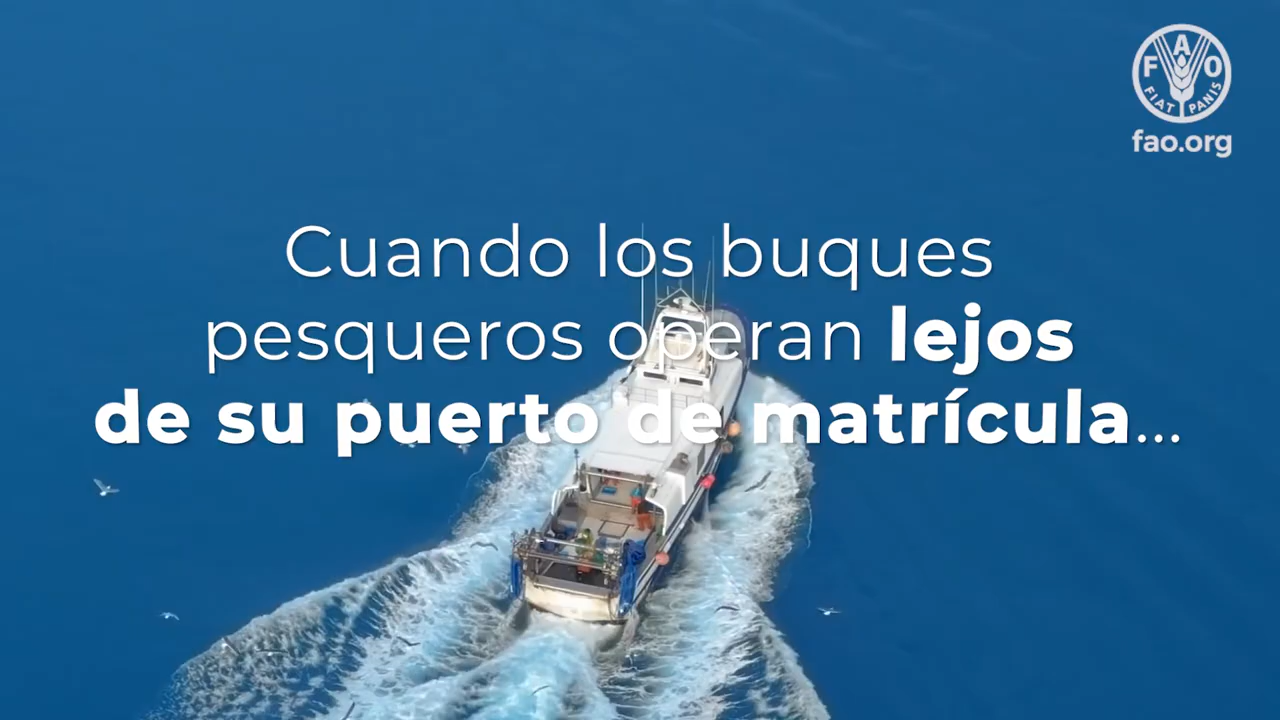 FAO
FIAT PANIS
fao.org
Cuando los buques
pesqueros operan lejos
de su puerto de matrícula...